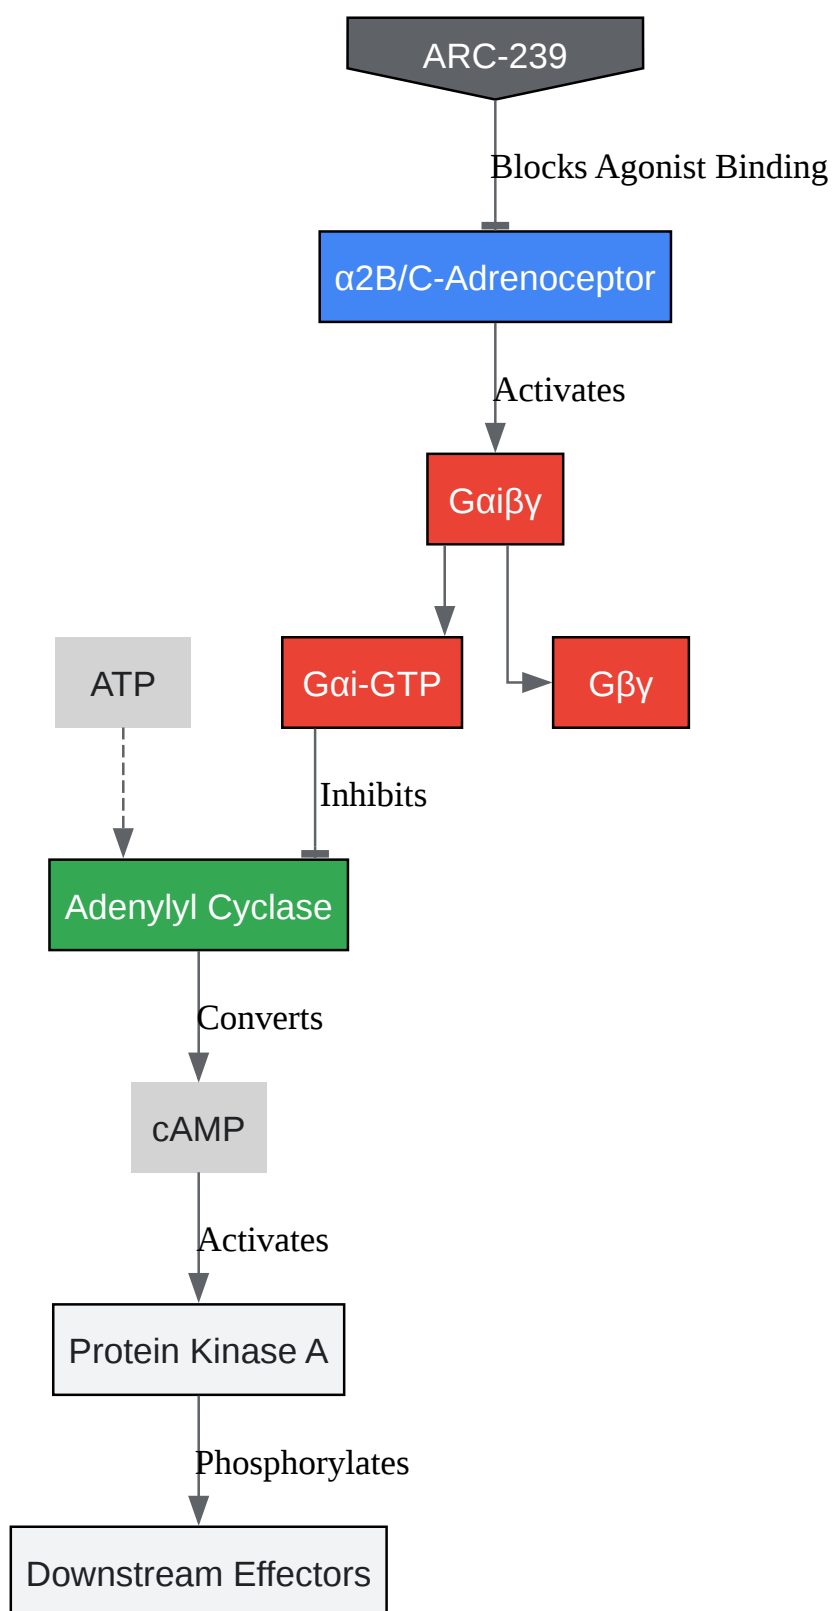 ARC-239
Blocks Agonist Binding
α2B/C-Adrenoceptor
Activates
Gαiβγ
ATP
Gαi-GTP
Gβγ
Inhibits
Adenylyl Cyclase
Converts
cAMP
Activates
Protein Kinase A
Phosphorylates
Downstream Effectors